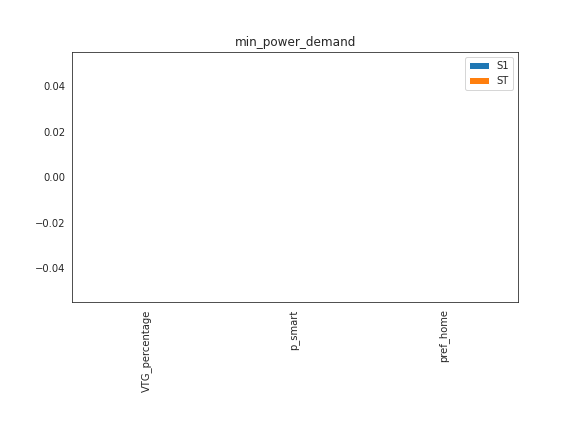 min_power_demand
S1
ST
0.04
0.02
0.00
−0.02
−0.04
VTG_percentage
p_smart
pref_home